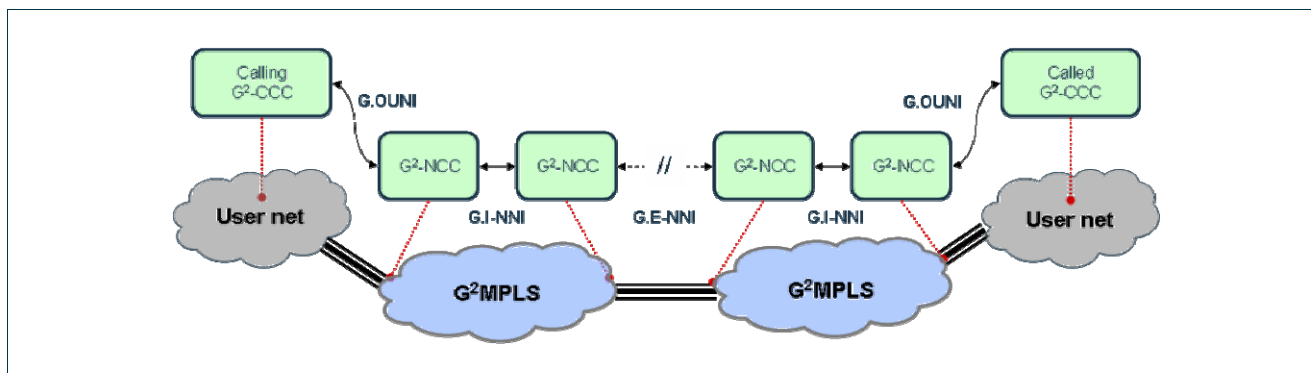 Calling
G²-CCC
Called
G²-CCC
G.OUNI
G.OUNI
G²-NCC
G²-NCC
//
G²-NCC
G²-NCC
User net
G.I-NNI
G.E-NNI
G.I-NNI
User net
G²MPLS
G²MPLS